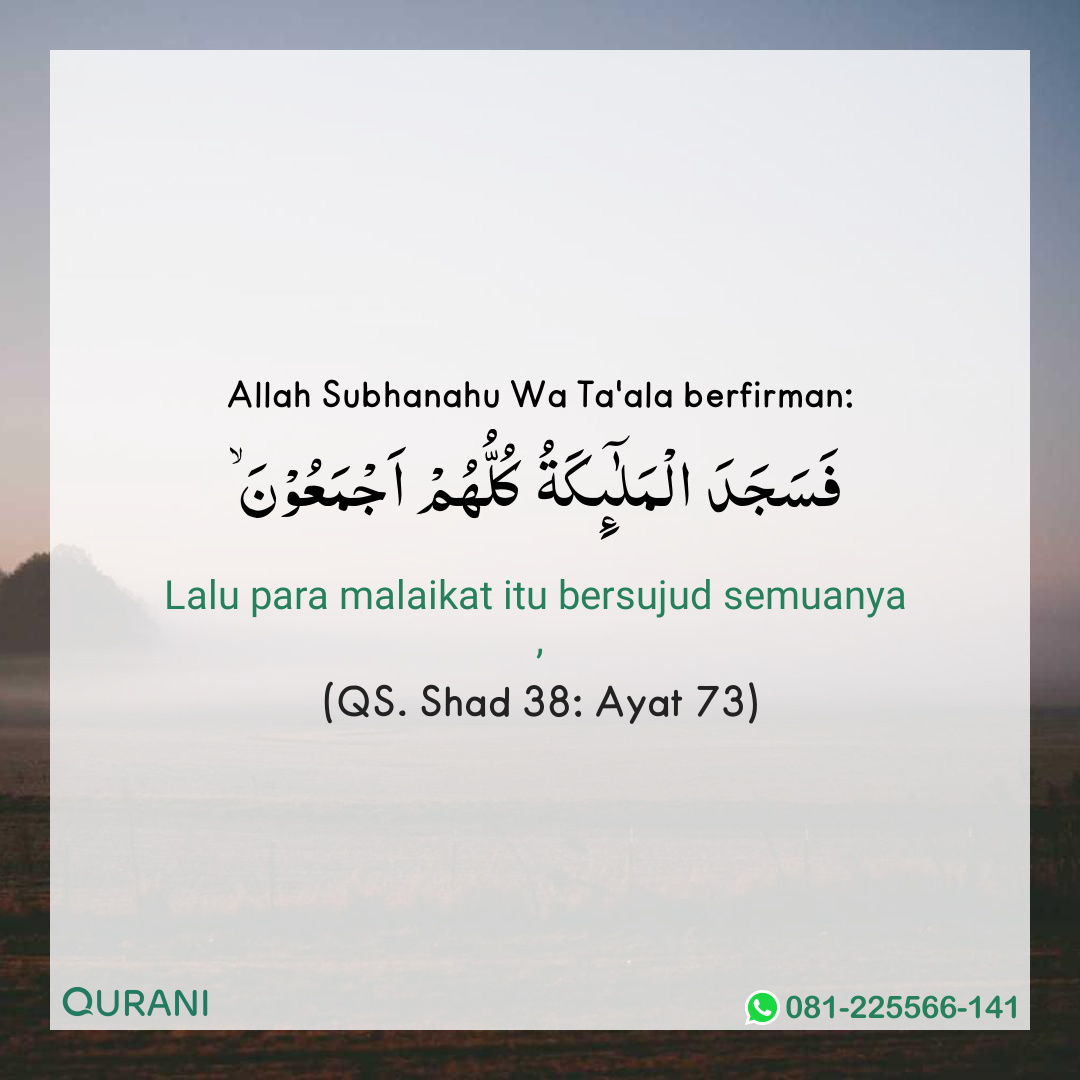 Allah Subhanahu Wa Ta'ala berfirman:
فَسَجَدَ الْمَلٰٓئِكَةُ كُلُّهُمْ اَجْمَعُوْنَۙ
Lalu para malaikat itu bersujud semuanya
,
(QS. Shad 38: Ayat 73)
QURANI
081-225566-141